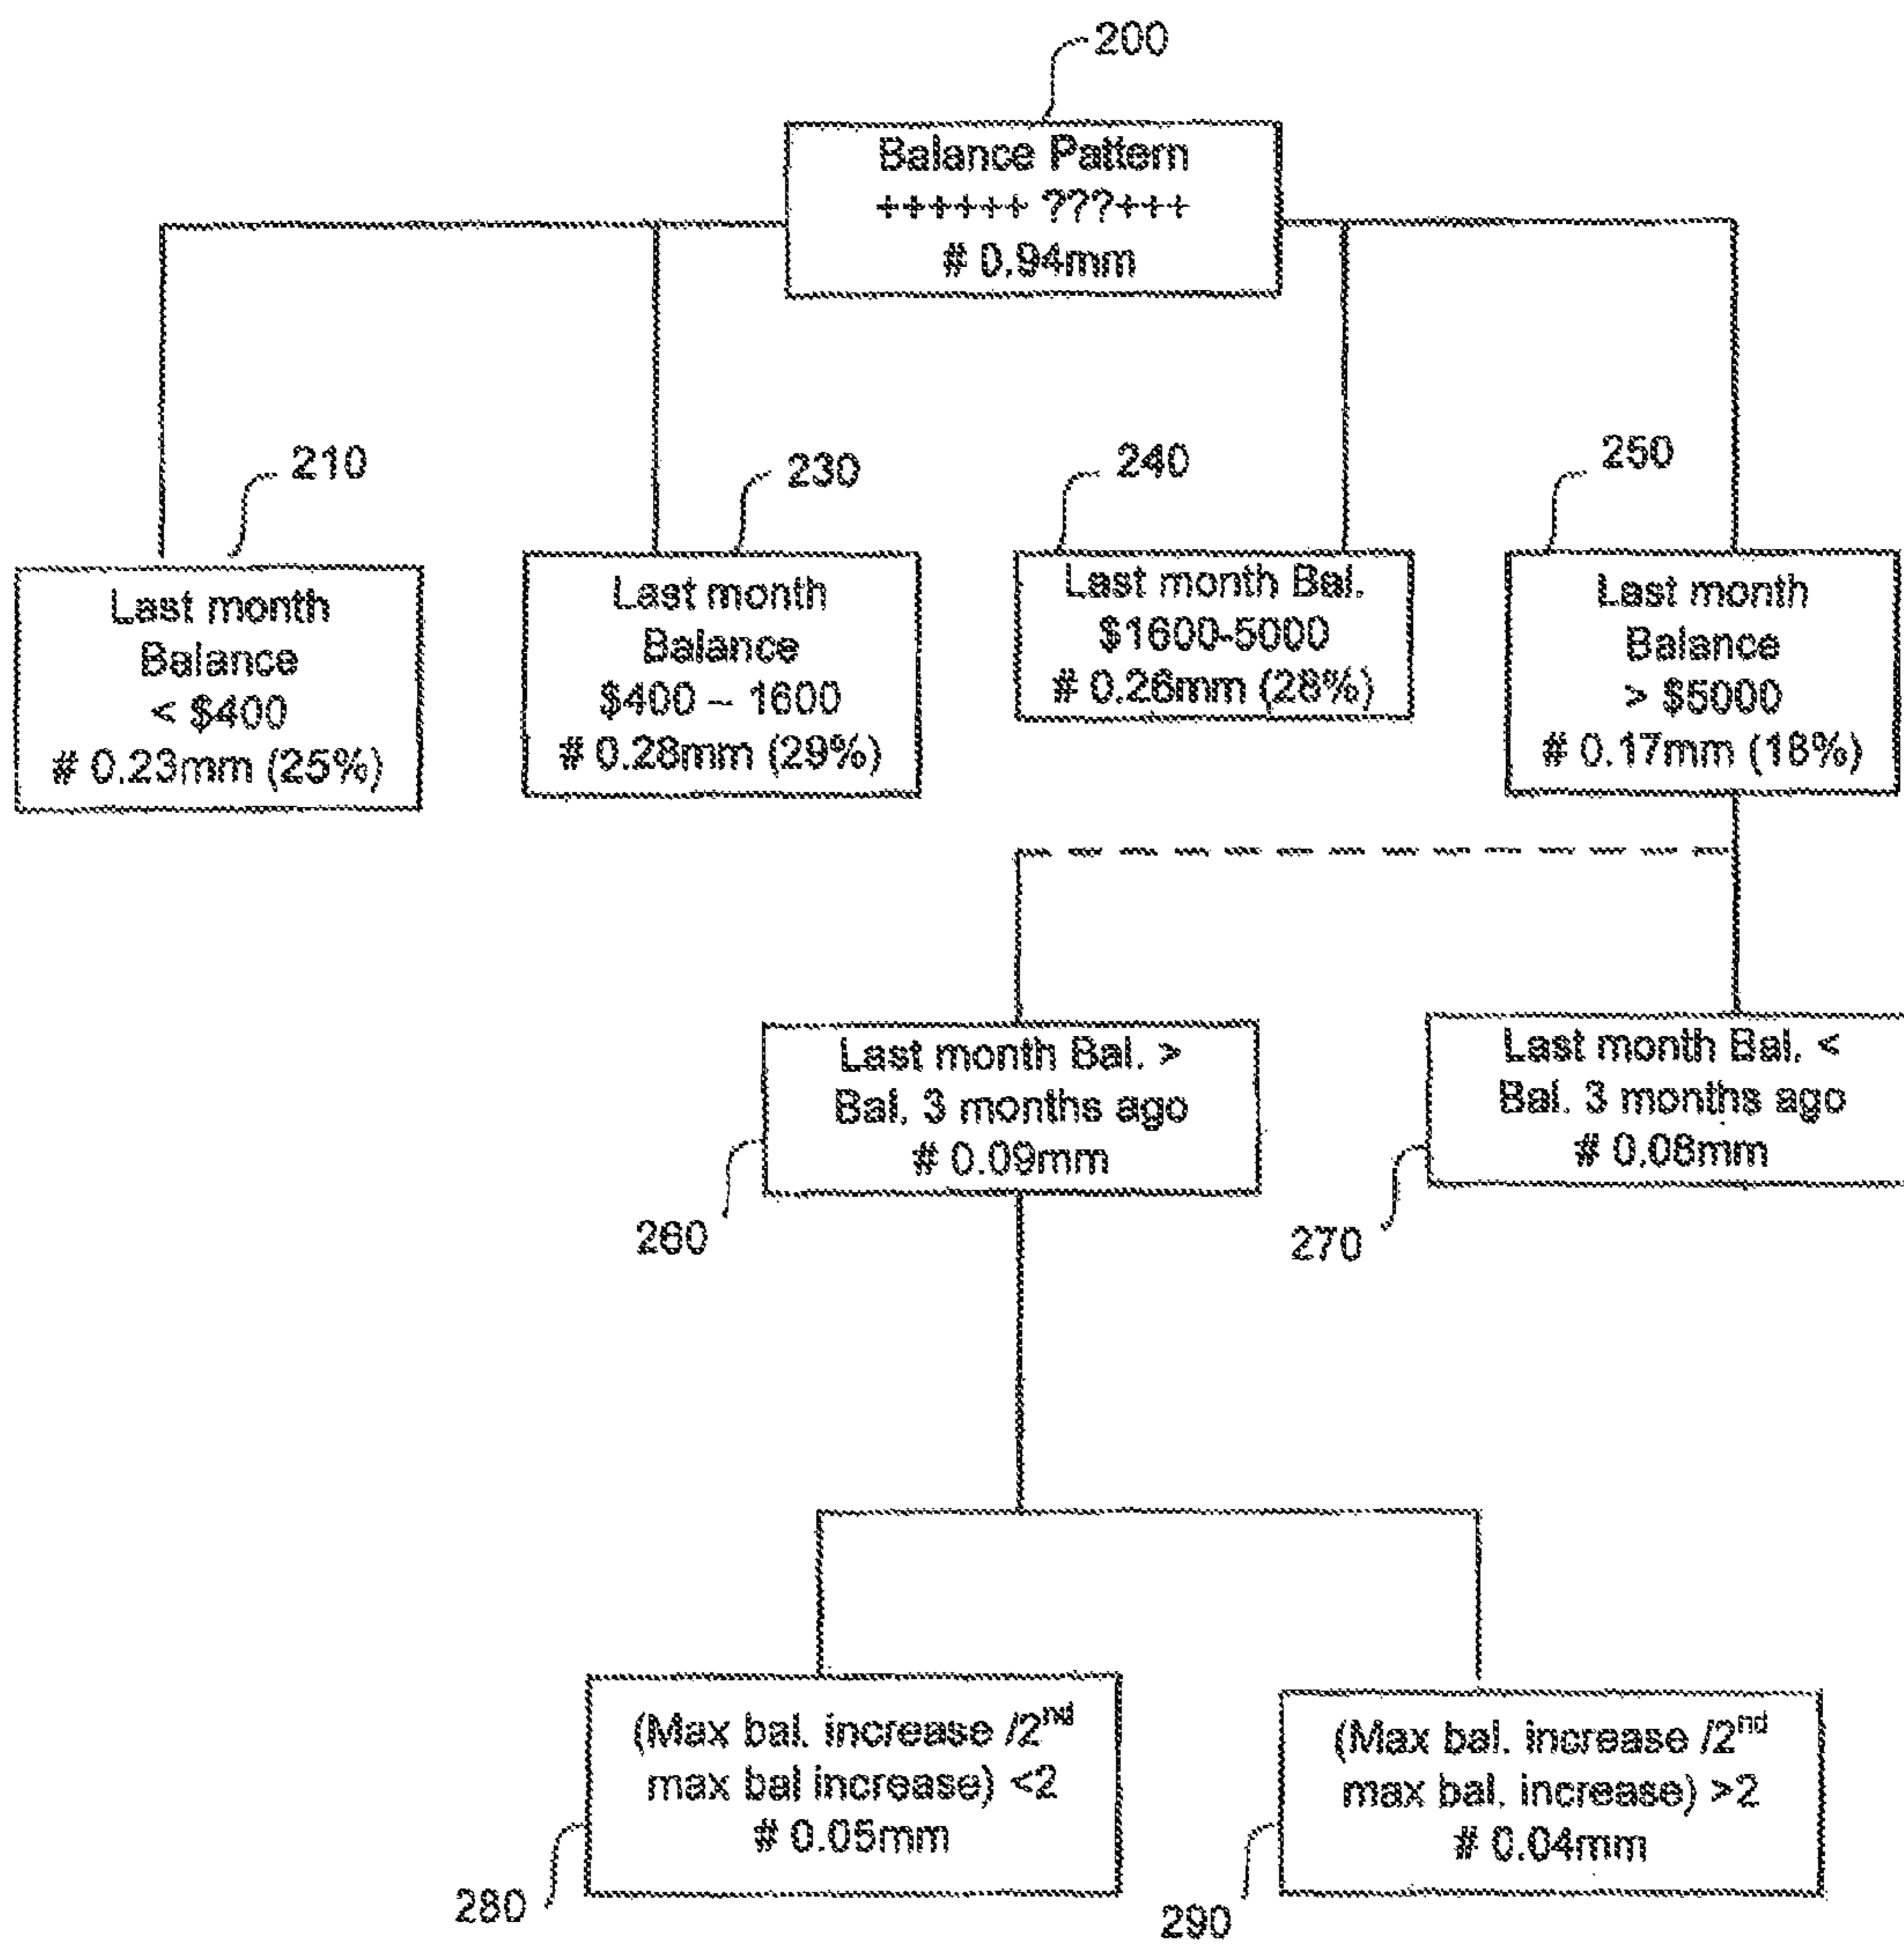 200
Balance Pattern
++++++ ???+++
# 0.94mm
210
Last month
Balance
< $400
# 0.23mm (25%)
230
Last month
Balance
$400 – 1600
# 0.28mm (29%)
240
Last month Bal.
$1600-5000
# 0.26mm (28%)
250
Last month
Balance
> $5000
# 0.17mm (18%)
260
Last month Bal. >
Bal. 3 months ago
# 0.09mm
270
Last month Bal. <
Bal. 3 months ago
# 0.08mm
280
(Max bal. increase /2nd
max bal increase) <2
# 0.05mm
290
(Max bal. increase /2nd
max bal. increase) >2
# 0.04mm